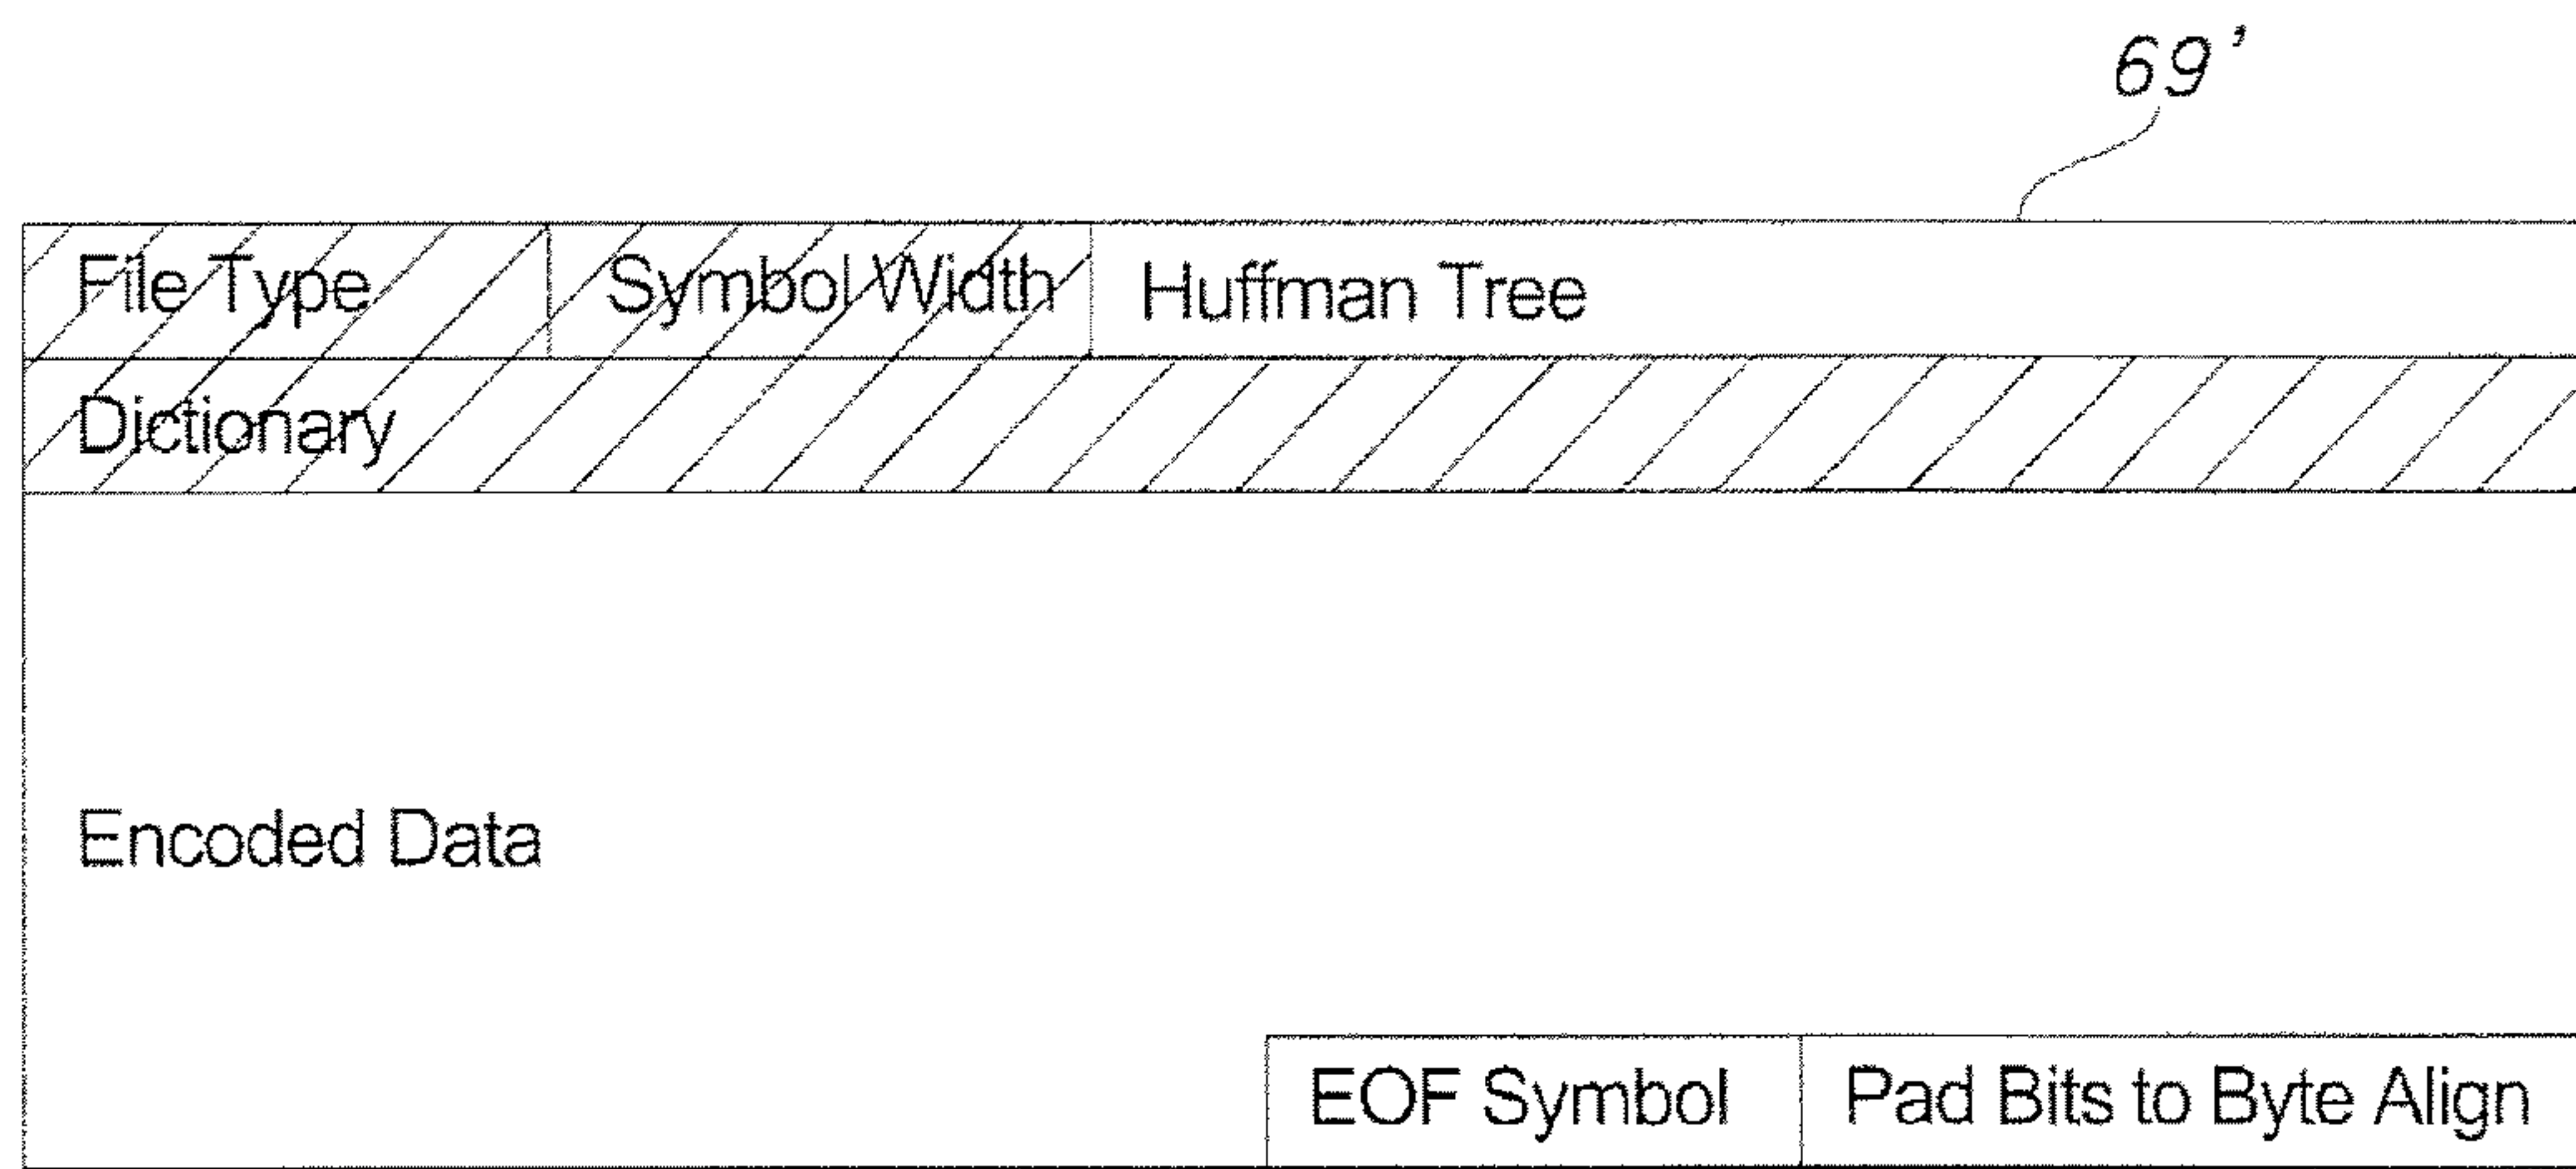 69'
File Type Symbol Width Huffman Tree
Dictionary
Encoded Data
EOF Symbol Pad Bits to Byte Align